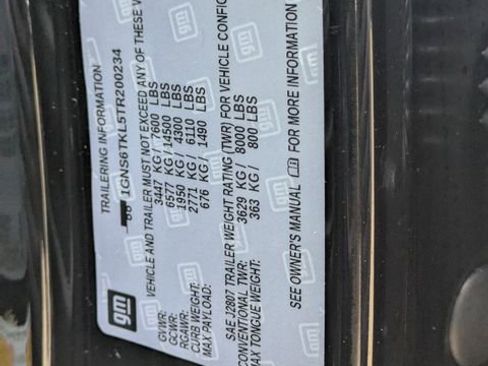 gm
TRAILERING INFORMATION
88 1GNS6TKL5TR200234
VEHICLE AND TRAILER MUST NOT EXCEED ANY OF THESE
GVWR: 3447 KG / 7600 LBS
GCWR: 6577 KG / 14500 LBS
RGAWR: 1950 KG / 4300 LBS
CURB WEIGHT: 2771 KG / 6110 LBS
MAX PAYLOAD: 676 KG / 1490 LBS
SAE J2807 TRAILER WEIGHT RATING (TWR) FOR VEHICLE
CONVENTIONAL TWR: 3629 KG / 8000 LBS
MAX TONGUE WEIGHT: 363 KG / 800 LBS
SEE OWNER'S MANUAL FOR MORE INFORMATION